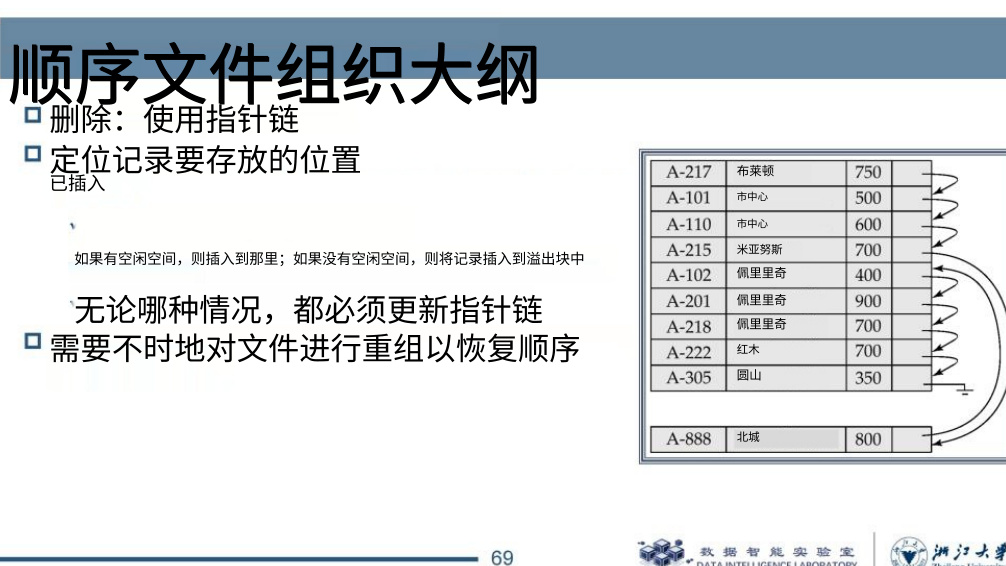 顺序文件组织大纲
删除：使用指针链
定位记录要存放的位置
已插入
如果有空闲空间，则插入到那里；如果没有空闲空间，则将记录插入到溢出块中
无论哪种情况，都必须更新指针链
需要不时地对文件进行重组以恢复顺序
A-217 布莱顿 750
A-101 市中心 500
A-110 市中心 600
A-215 米亚努斯 700
A-102 佩里里奇 400
A-201 佩里里奇 900
A-218 佩里里奇 700
A-222 红木 700
A-305 圆山 350
A-888 北城 800
69
数据智能实验室
DATA INTELLIGENCE LABORATORY
浙江大学